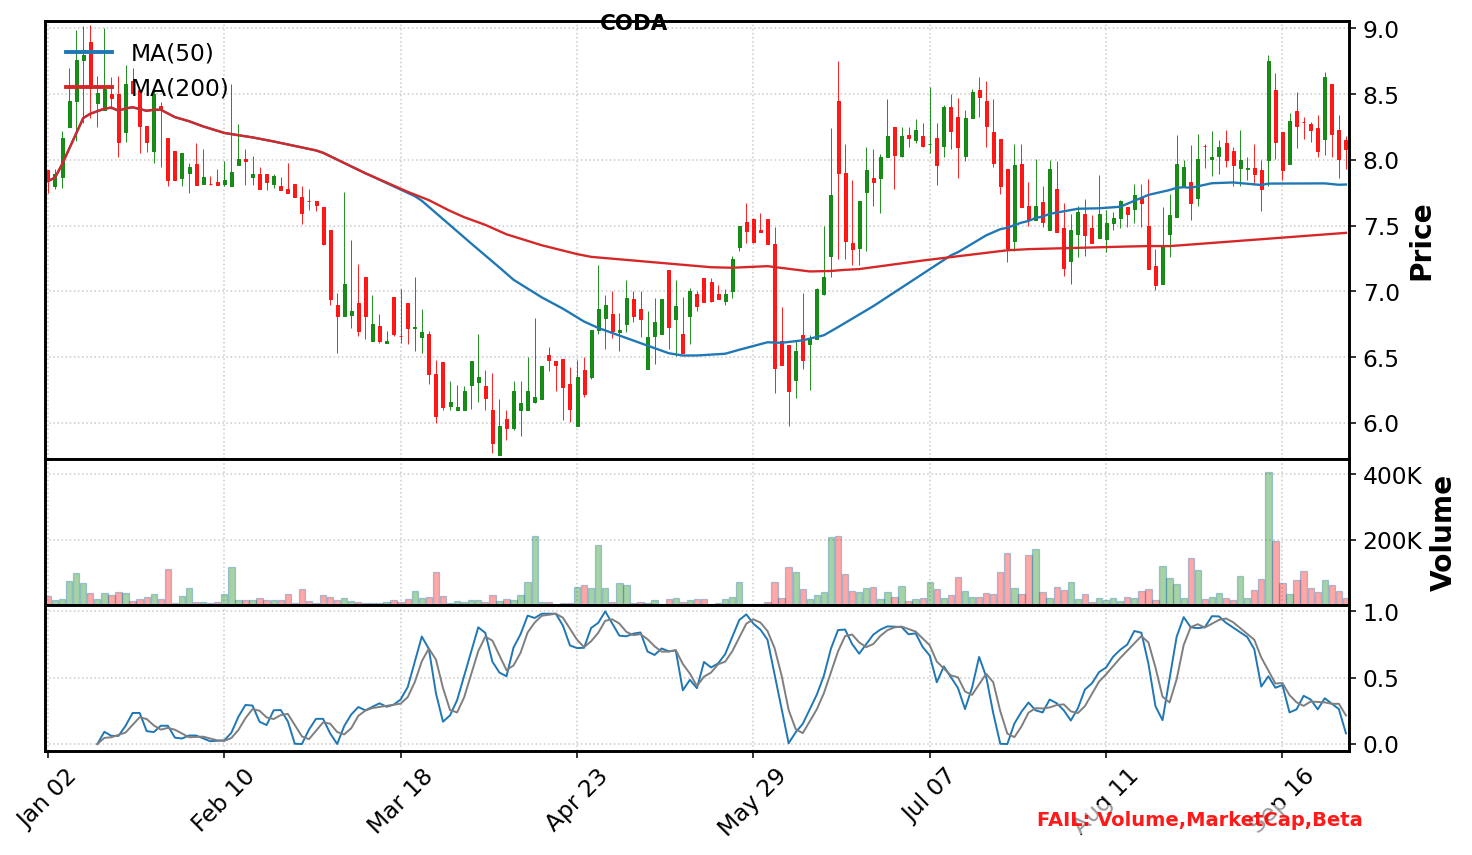 CODA
MA(50)
MA(200)
9.0
8.5
8.0
7.5
7.0
6.5
6.0
Price
400K
200K
Volume
1.0
0.5
0.0
Jan 02
Feb 10
Mar 18
Apr 23
May 29
Jul 07
Aug 11
Sep 16
FAIL: Volume,MarketCap,Beta